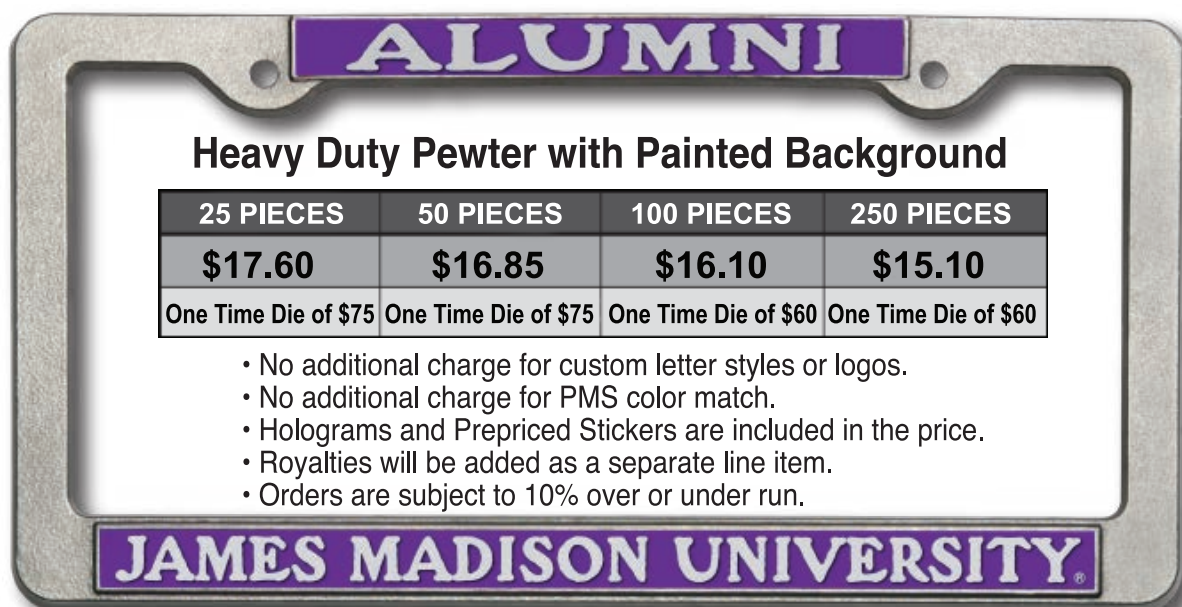 ALUMNI
Heavy Duty Pewter with Painted Background
25 PIECES 50 PIECES 100 PIECES 250 PIECES
$17.60 $16.85 $16.10 $15.10
One Time Die of $75 One Time Die of $75 One Time Die of $60 One Time Die of $60
• No additional charge for custom letter styles or logos.
• No additional charge for PMS color match.
• Holograms and Prepriced Stickers are included in the price.
• Royalties will be added as a separate line item.
• Orders are subject to 10% over or under run.
JAMES MADISON UNIVERSITY®